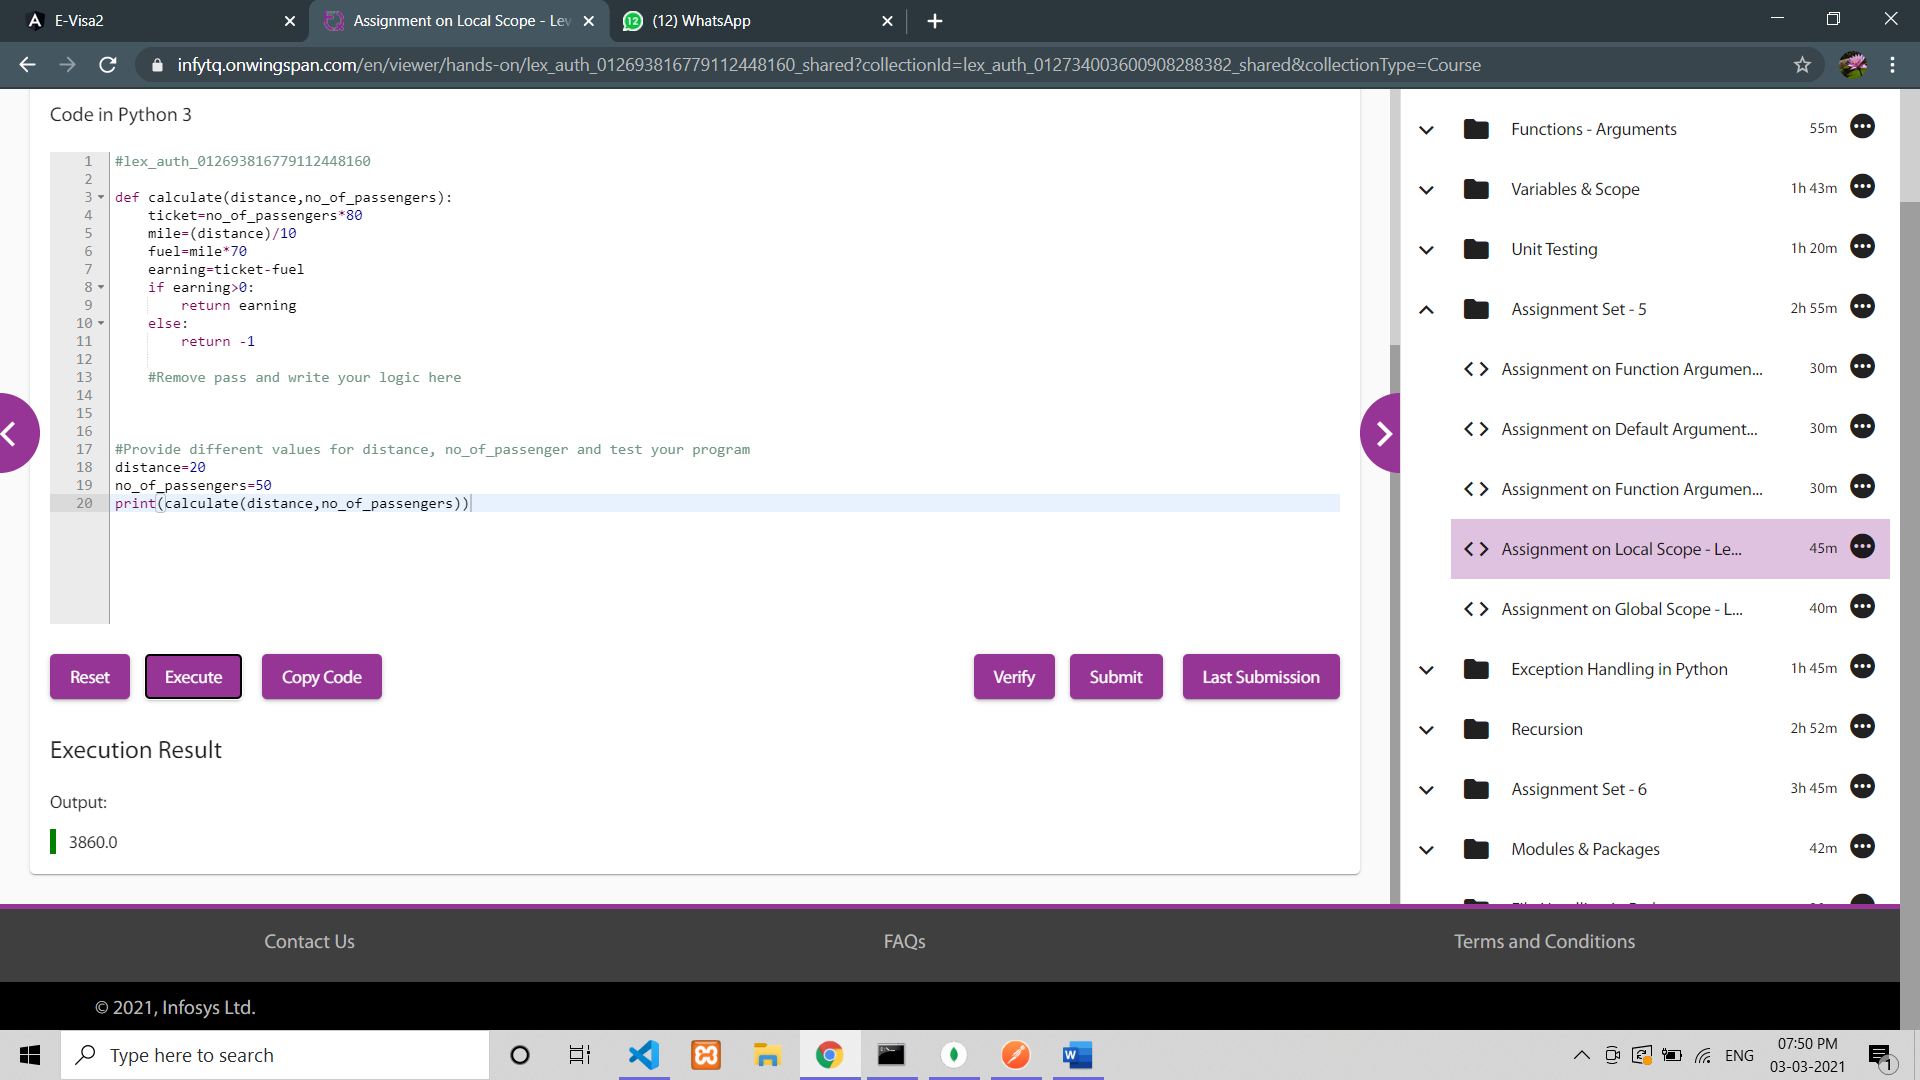 E-Visa2
Assignment on Local Scope - Lev
(12) WhatsApp
infytq.onwingspan.com/en/viewer/hands-on/lex_auth_012693816779112448160_shared?collectionId=lex_auth_012734003600908288382_shared&collectionType=Course
Code in Python 3
1 #lex_auth_012693816779112448160
2
3 def calculate(distance,no_of_passengers):
4     ticket=no_of_passengers*80
5     mile=(distance)/10
6     fuel=mile*70
7     earning=ticket-fuel
8     if earning>0:
9         return earning
10     else:
11         return -1
12
13     #Remove pass and write your logic here
14
15
16
17 #Provide different values for distance, no_of_passenger and test your program
18 distance=20
19 no_of_passengers=50
20 print(calculate(distance,no_of_passengers))
Reset
Execute
Copy Code
Verify
Submit
Last Submission
Execution Result
Output:
3860.0
Functions - Arguments 55m
Variables & Scope 1h 43m
Unit Testing 1h 20m
Assignment Set - 5 2h 55m
Assignment on Function Argumen... 30m
Assignment on Default Argument... 30m
Assignment on Function Argumen... 30m
Assignment on Local Scope - Le... 45m
Assignment on Global Scope - L... 40m
Exception Handling in Python 1h 45m
Recursion 2h 52m
Assignment Set - 6 3h 45m
Modules & Packages 42m
Contact Us
FAQs
Terms and Conditions
© 2021, Infosys Ltd.
Type here to search
ENG
07:50 PM
03-03-2021
1